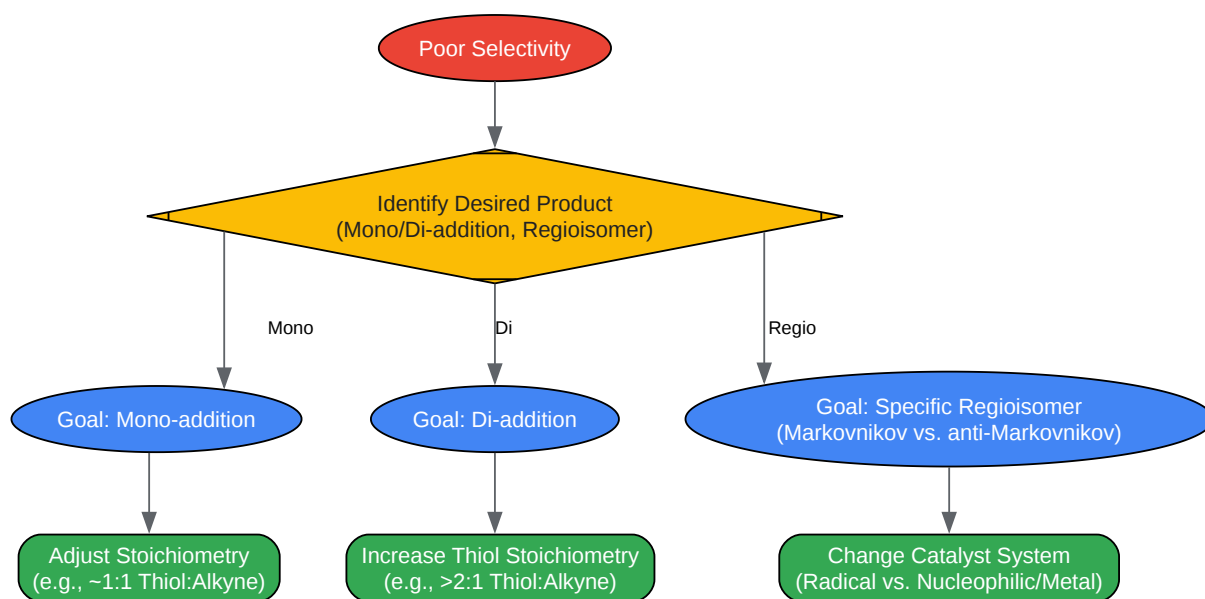 Poor Selectivity
Identify Desired Product
(Mono/Di-addition, Regioisomer)
Mono
Di
Regio
Goal: Mono-addition
Goal: Di-addition
Goal: Specific Regioisomer
(Markovnikov vs. anti-Markovnikov)
Adjust Stoichiometry
(e.g., ~1:1 Thiol:Alkyne)
Increase Thiol Stoichiometry
(e.g., >2:1 Thiol:Alkyne)
Change Catalyst System
(Radical vs. Nucleophilic/Metal)